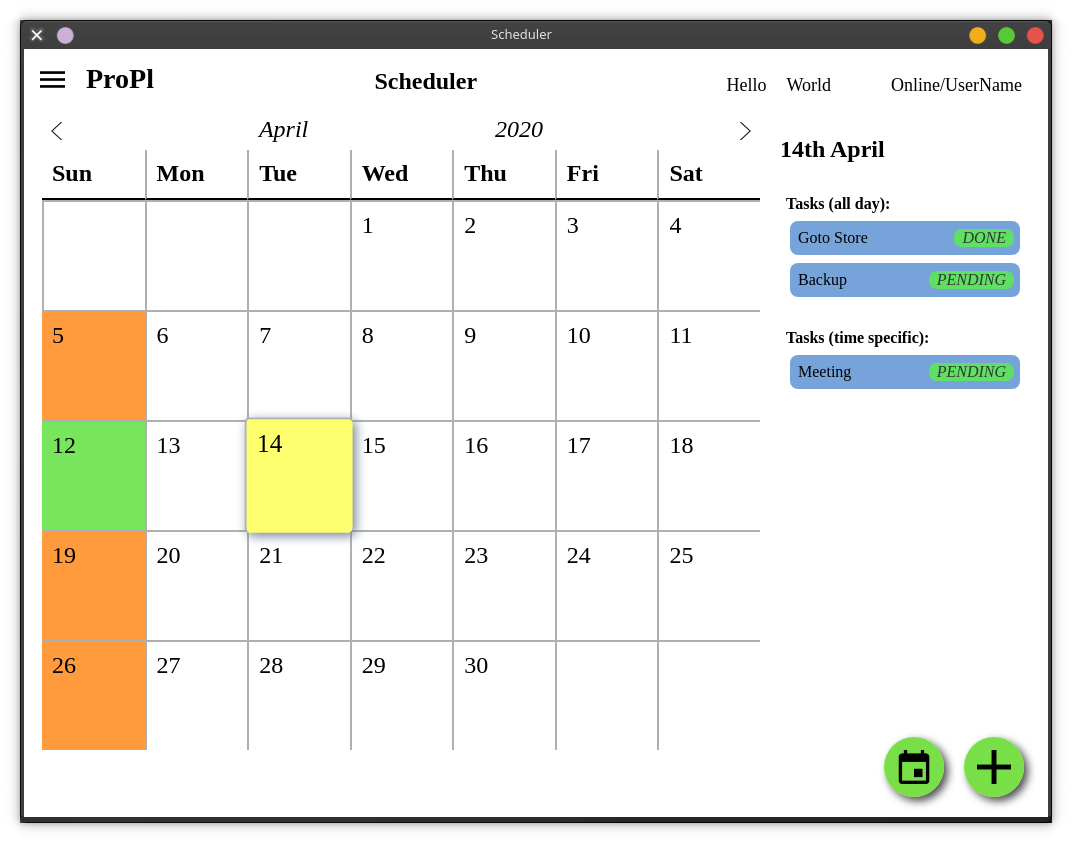 Scheduler
ProPl Scheduler Hello World Online/UserName
April 2020
Sun Mon Tue Wed Thu Fri Sat
1 2 3 4
5 6 7 8 9 10 11
12 13 14 15 16 17 18
19 20 21 22 23 24 25
26 27 28 29 30
14th April
Tasks (all day):
Goto Store DONE
Backup PENDING
Tasks (time specific):
Meeting PENDING